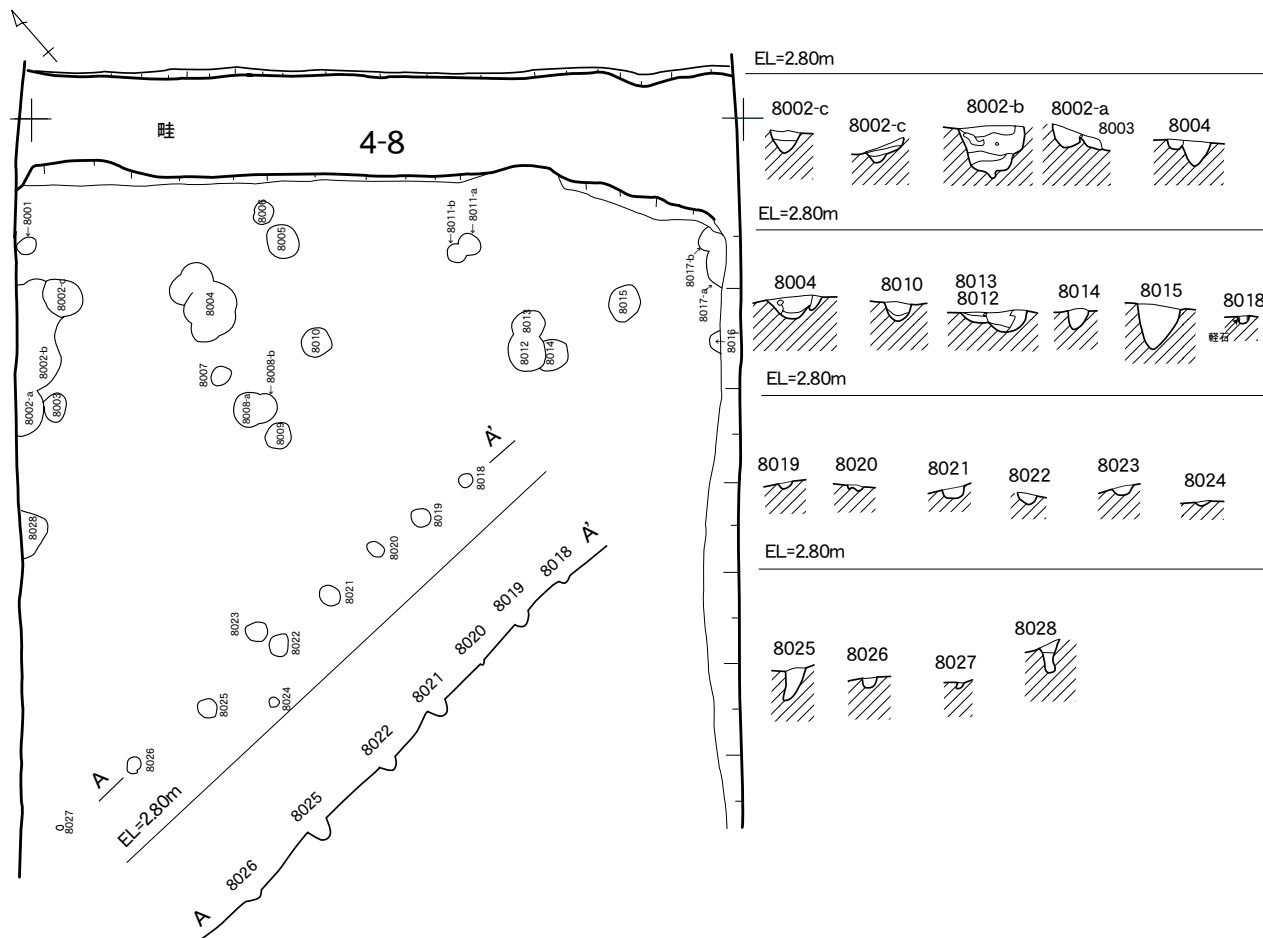 畦
4-8
←8001
8006
8005
←8011-b
←8011-a
8002-c
8004
8002-b
8010
8007
←8008-b
8008-a
8009
8002-a
8003
8013
8012
8014
8015
8017-b
8017-a
←8016
8028
A'
8018
8019
8020
8021
8023
8022
8025
8024
A
8026
8027
EL=2.80m
A'
8018
8019
8020
8021
8022
8025
8026
A
EL=2.80m
8002-c
8002-c
8002-b
8002-a
8003
8004
EL=2.80m
8004
8010
8013
8012
8014
8015
8018
軽石
EL=2.80m
8019
8020
8021
8022
8023
8024
EL=2.80m
8025
8026
8027
8028